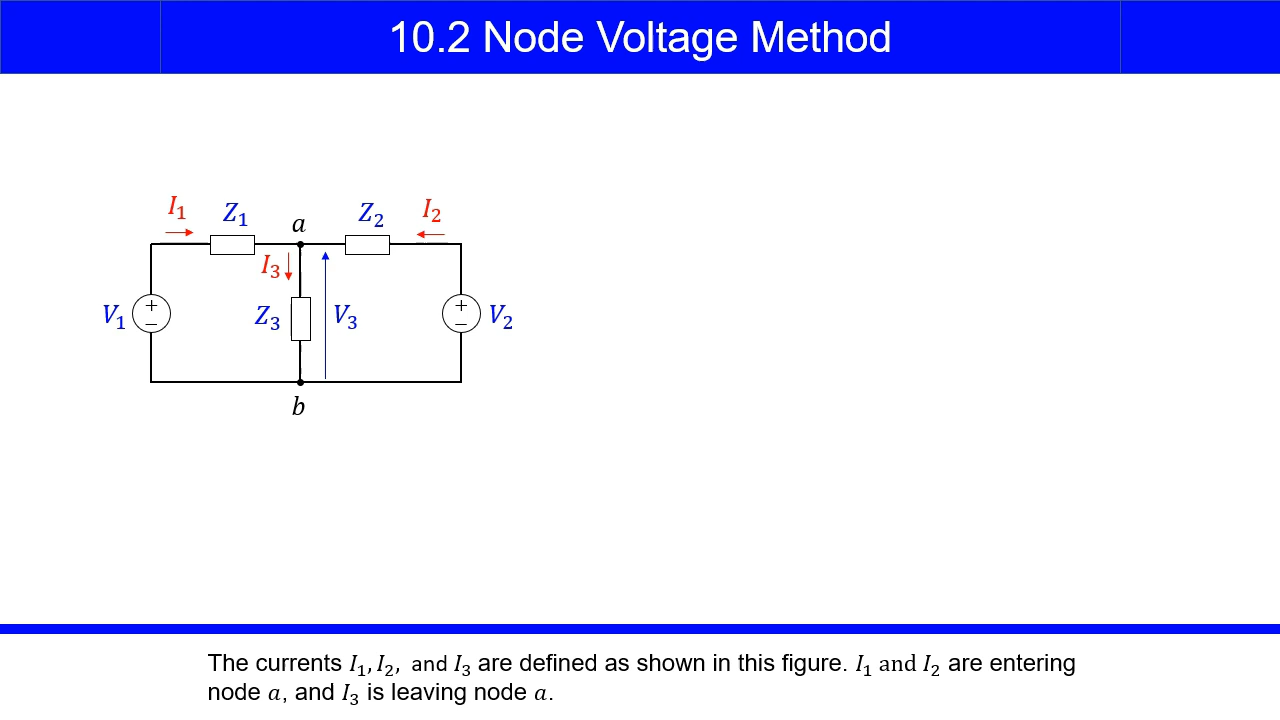 10.2 Node Voltage Method
I₁ Z₁ a Z₂ I₂
I₃
V₁ + − Z₃ V₃ + − V₂
b
The currents I₁, I₂, and I₃ are defined as shown in this figure. I₁ and I₂ are entering
node a, and I₃ is leaving node a.